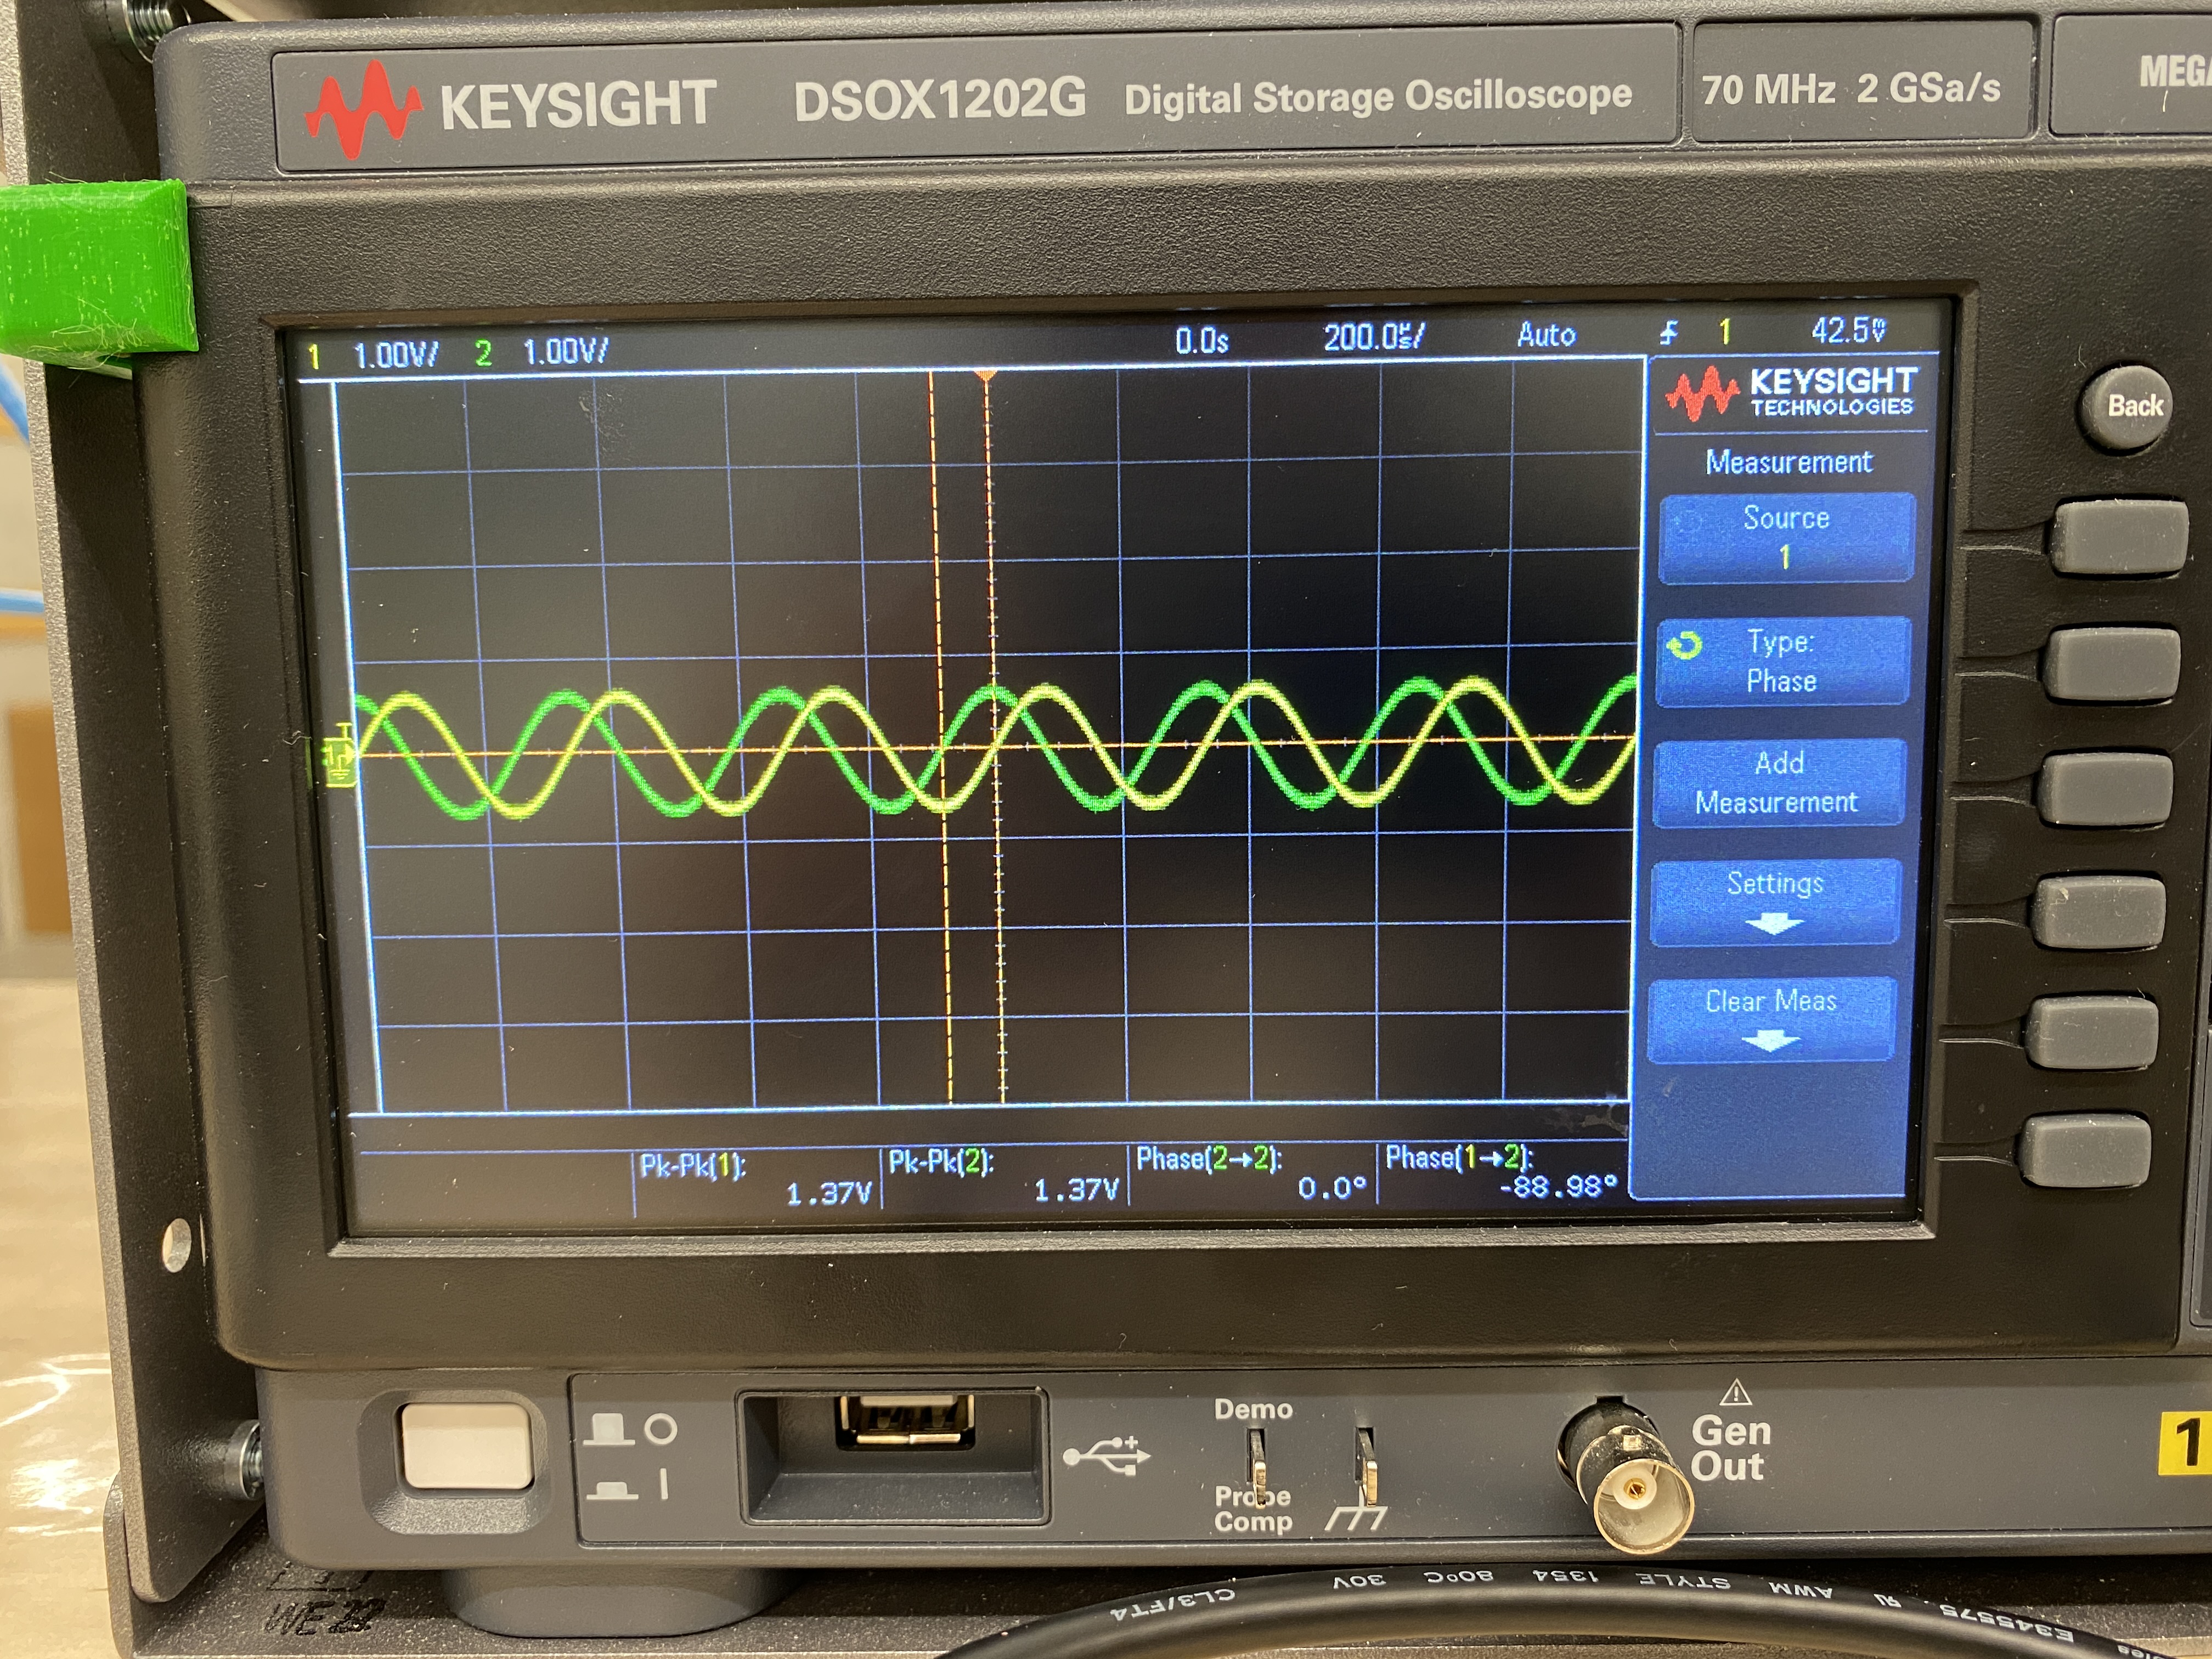 KEYSIGHT DSOX1202G Digital Storage Oscilloscope 70 MHz 2 GSa/s
1 1.00V/ 2 1.00V/ 0.0s 200.0µs/ Auto 1 42.5mV
KEYSIGHT
TECHNOLOGIES
Back
Measurement
Source
1
Type:
Phase
Add
Measurement
Settings
Clear Meas
Pk-Pk(1): Pk-Pk(2): Phase(2→2): Phase(1→2):
1.37V 1.37V 0.0° -88.98°
Demo
Probe
Comp
Gen
Out
1
CL3/FT4 30V 80°C 1354 STYLE AWM E345575